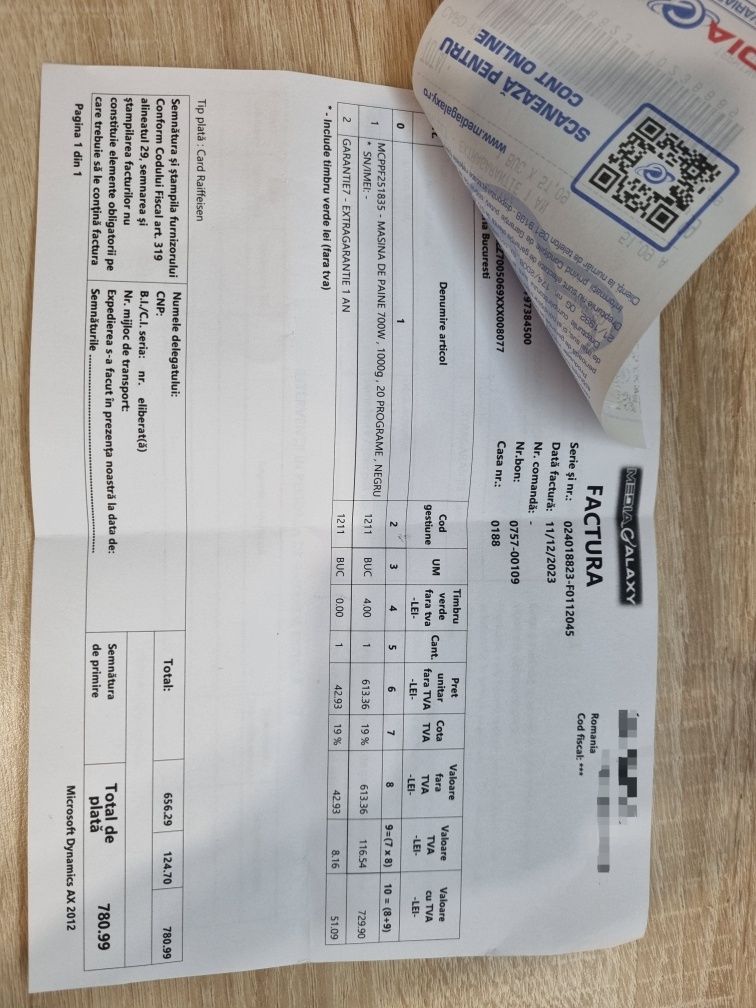 MEDIA GALAXY
FACTURA
Serie și nr.: 024018823-F0112045
Dată factură: 11/12/2023
Nr. comandă: -
Nr.bon: 0757-00109
Casa nr.: 0188
Romania
Cod fiscal: ***
97384500
Z7005069XXX008077
Bucuresti
SCANEAZĂ PENTRU
CONT ONLINE
www.mediagalaxy.ro
Denumire articol Cod gestiune UM Timbru verde fara tva -LEI- Cant. Pret unitar fara TVA -LEI- Cota TVA Valoare fara TVA -LEI- Valoare TVA -LEI- Valoare cu TVA -LEI-
0 1 2 3 4 5 6 7 8 9=(7 x 8) 10 = (8+9)
1 MCPPF251835 - MASINA DE PAINE 700W , 1000g , 20 PROGRAME , NEGRU 1211 BUC 4.00 1 613.36 19 % 613.36 116.54 729.90
* SN/IMEI: -
2 GARANTIE7 - EXTRAGARANTIE 1 AN 1211 BUC 0.00 1 42.93 19 % 42.93 8.16 51.09
* - Include timbru verde lei (fara tva)
Tip plată : Card Raiffeisen
Semnătura și ștampila furnizorului
Conform Codului Fiscal art. 319
alineatul 29, semnarea și
ștampilarea facturilor nu
constituie elemente obligatorii pe
care trebuie să le conțină factura
Numele delegatului:
CNP:
B.I./C.I. seria: nr. eliberat(ă)
Nr. mijloc de transport:
Expedierea s-a facut în prezența noastră la data de:
Semnăturile ........................................
Total: 656.29 124.70 780.99
Semnătura
de primire
Total de
plată 780.99
Pagina 1 din 1
Microsoft Dynamics AX 2012